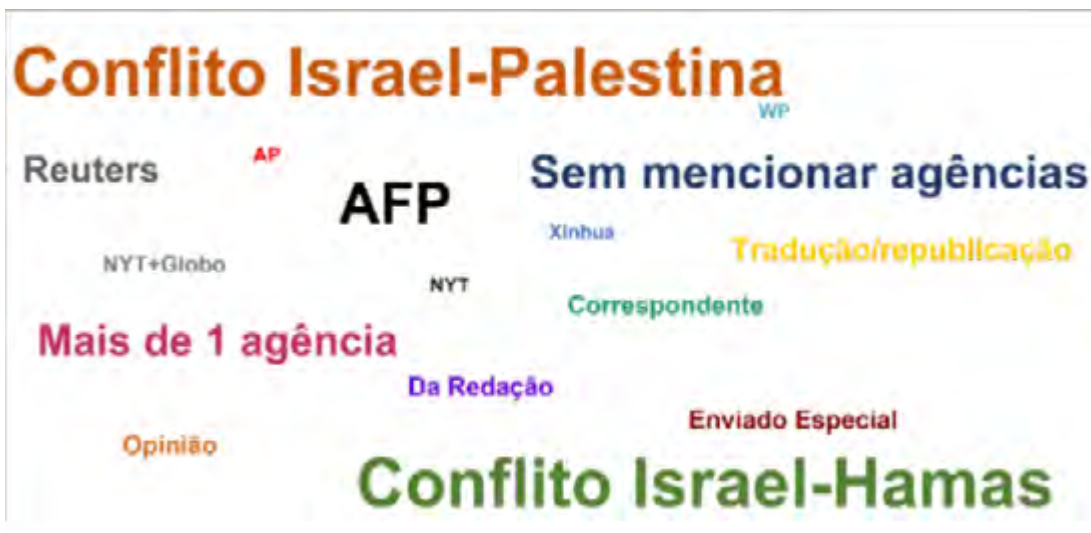 Conflito Israel-Palestina
WP
Reuters
AP
AFP
Sem mencionar agências
Xinhua
Tradução/republicação
NYT+Globo
NYT
Correspondente
Mais de 1 agência
Da Redação
Enviado Especial
Opinião
Conflito Israel-Hamas